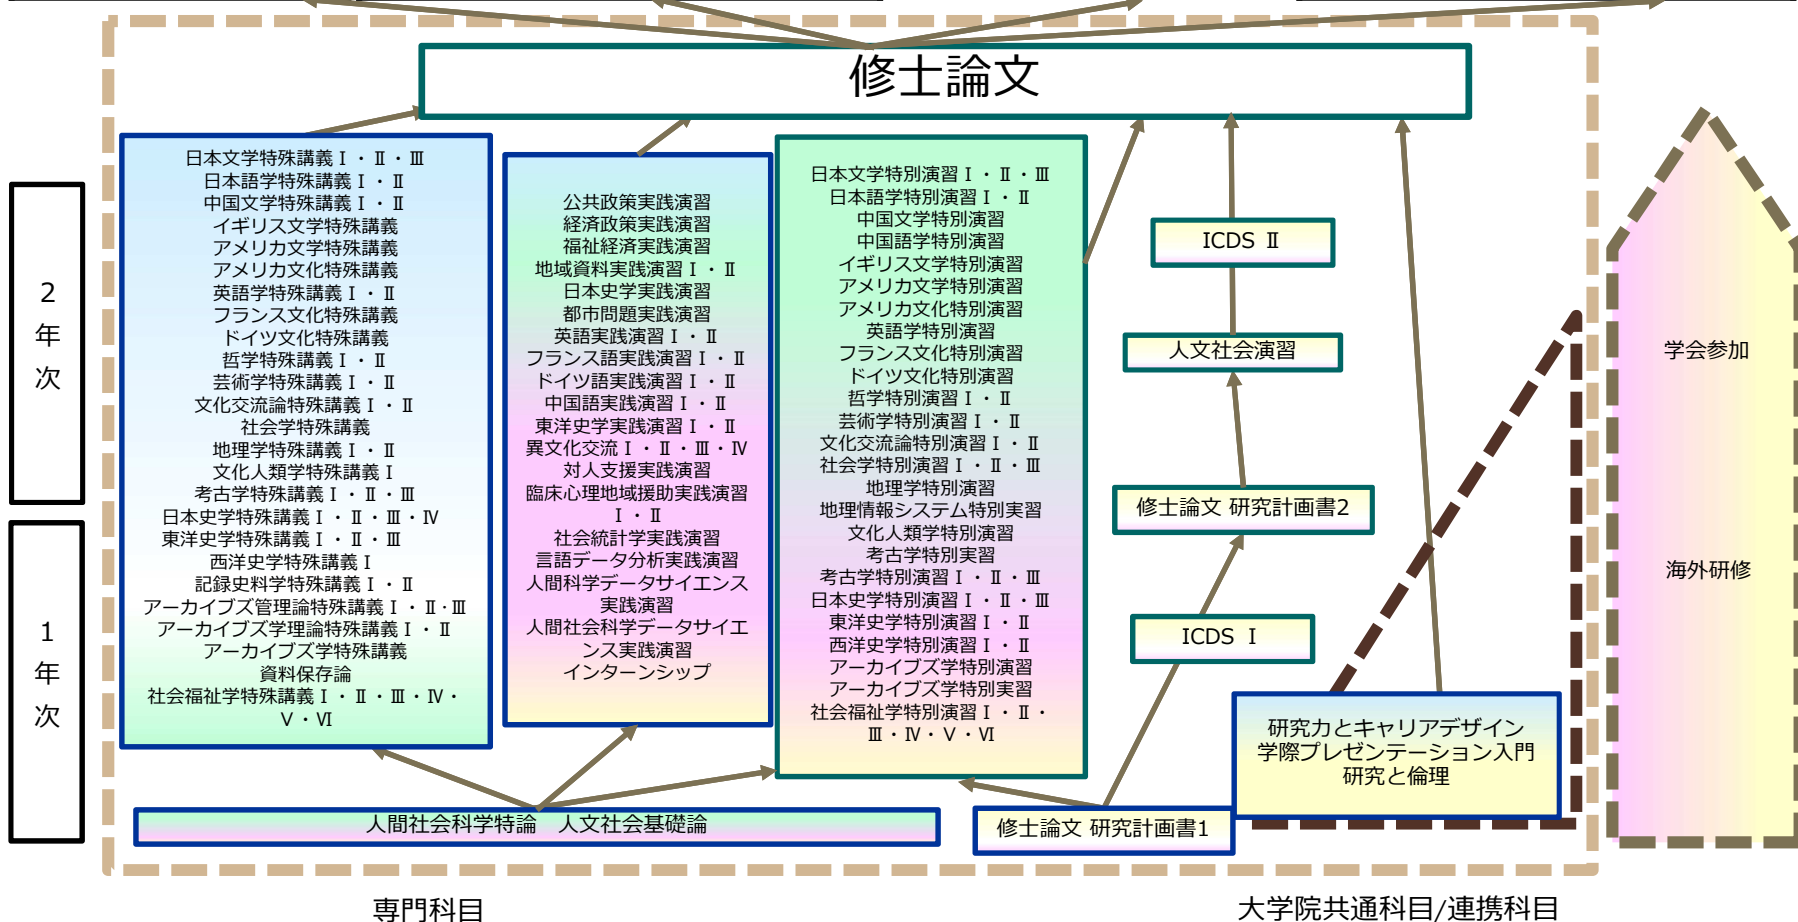 修士論文
2
年
次
1
年
次
日本文学特殊講義Ⅰ・Ⅱ・Ⅲ
日本語学特殊講義Ⅰ・Ⅱ
中国文学特殊講義Ⅰ・Ⅱ
イギリス文学特殊講義
アメリカ文学特殊講義
アメリカ文化特殊講義
英語学特殊講義Ⅰ・Ⅱ
フランス文化特殊講義
ドイツ文化特殊講義
哲学特殊講義Ⅰ・Ⅱ
芸術学特殊講義Ⅰ・Ⅱ
文化交流論特殊講義Ⅰ・Ⅱ
社会学特殊講義
地理学特殊講義Ⅰ・Ⅱ
文化人類学特殊講義Ⅰ
考古学特殊講義Ⅰ・Ⅱ・Ⅲ
日本史学特殊講義Ⅰ・Ⅱ・Ⅲ・Ⅳ
東洋史学特殊講義Ⅰ・Ⅱ・Ⅲ
西洋史学特殊講義Ⅰ
記録史料学特殊講義Ⅰ・Ⅱ
アーカイブズ管理論特殊講義Ⅰ・Ⅱ・Ⅲ
アーカイブズ学理論特殊講義Ⅰ・Ⅱ
アーカイブズ学特殊講義
資料保存論
社会福祉学特殊講義Ⅰ・Ⅱ・Ⅲ・Ⅳ・
Ⅴ・Ⅵ
公共政策実践演習
経済政策実践演習
福祉経済実践演習
地域資料実践演習Ⅰ・Ⅱ
日本史学実践演習
都市問題実践演習
英語実践演習Ⅰ・Ⅱ
フランス語実践演習Ⅰ・Ⅱ
ドイツ語実践演習Ⅰ・Ⅱ
中国語実践演習Ⅰ・Ⅱ
東洋史学実践演習Ⅰ・Ⅱ
異文化交流Ⅰ・Ⅱ・Ⅲ・Ⅳ
対人支援実践演習
臨床心理地域援助実践演習
Ⅰ・Ⅱ
社会統計学実践演習
言語データ分析実践演習
人間科学データサイエンス
実践演習
人間社会科学データサイエ
ンス実践演習
インターンシップ
日本文学特別演習Ⅰ・Ⅱ・Ⅲ
日本語学特別演習Ⅰ・Ⅱ
中国文学特別演習
中国語学特別演習
イギリス文学特別演習
アメリカ文学特別演習
アメリカ文化特別演習
英語学特別演習
フランス文化特別演習
ドイツ文化特別演習
哲学特別演習Ⅰ・Ⅱ
芸術学特別演習Ⅰ・Ⅱ
文化交流論特別演習Ⅰ・Ⅱ
社会学特別演習Ⅰ・Ⅱ・Ⅲ
地理学特別演習
地理情報システム特別実習
文化人類学特別演習
考古学特別実習
考古学特別演習Ⅰ・Ⅱ・Ⅲ
日本史学特別演習Ⅰ・Ⅱ・Ⅲ
東洋史学特別演習Ⅰ・Ⅱ
西洋史学特別演習Ⅰ・Ⅱ
アーカイブズ学特別演習
アーカイブズ学特別実習
社会福祉学特別演習Ⅰ・Ⅱ・
Ⅲ・Ⅳ・Ⅴ・Ⅵ
ICDS Ⅱ
人文社会演習
修士論文 研究計画書2
ICDS Ⅰ
研究力とキャリアデザイン
学際プレゼンテーション入門
研究と倫理
人間社会科学特論　人文社会基礎論
修士論文 研究計画書1
学会参加
海外研修
専門科目
大学院共通科目/連携科目